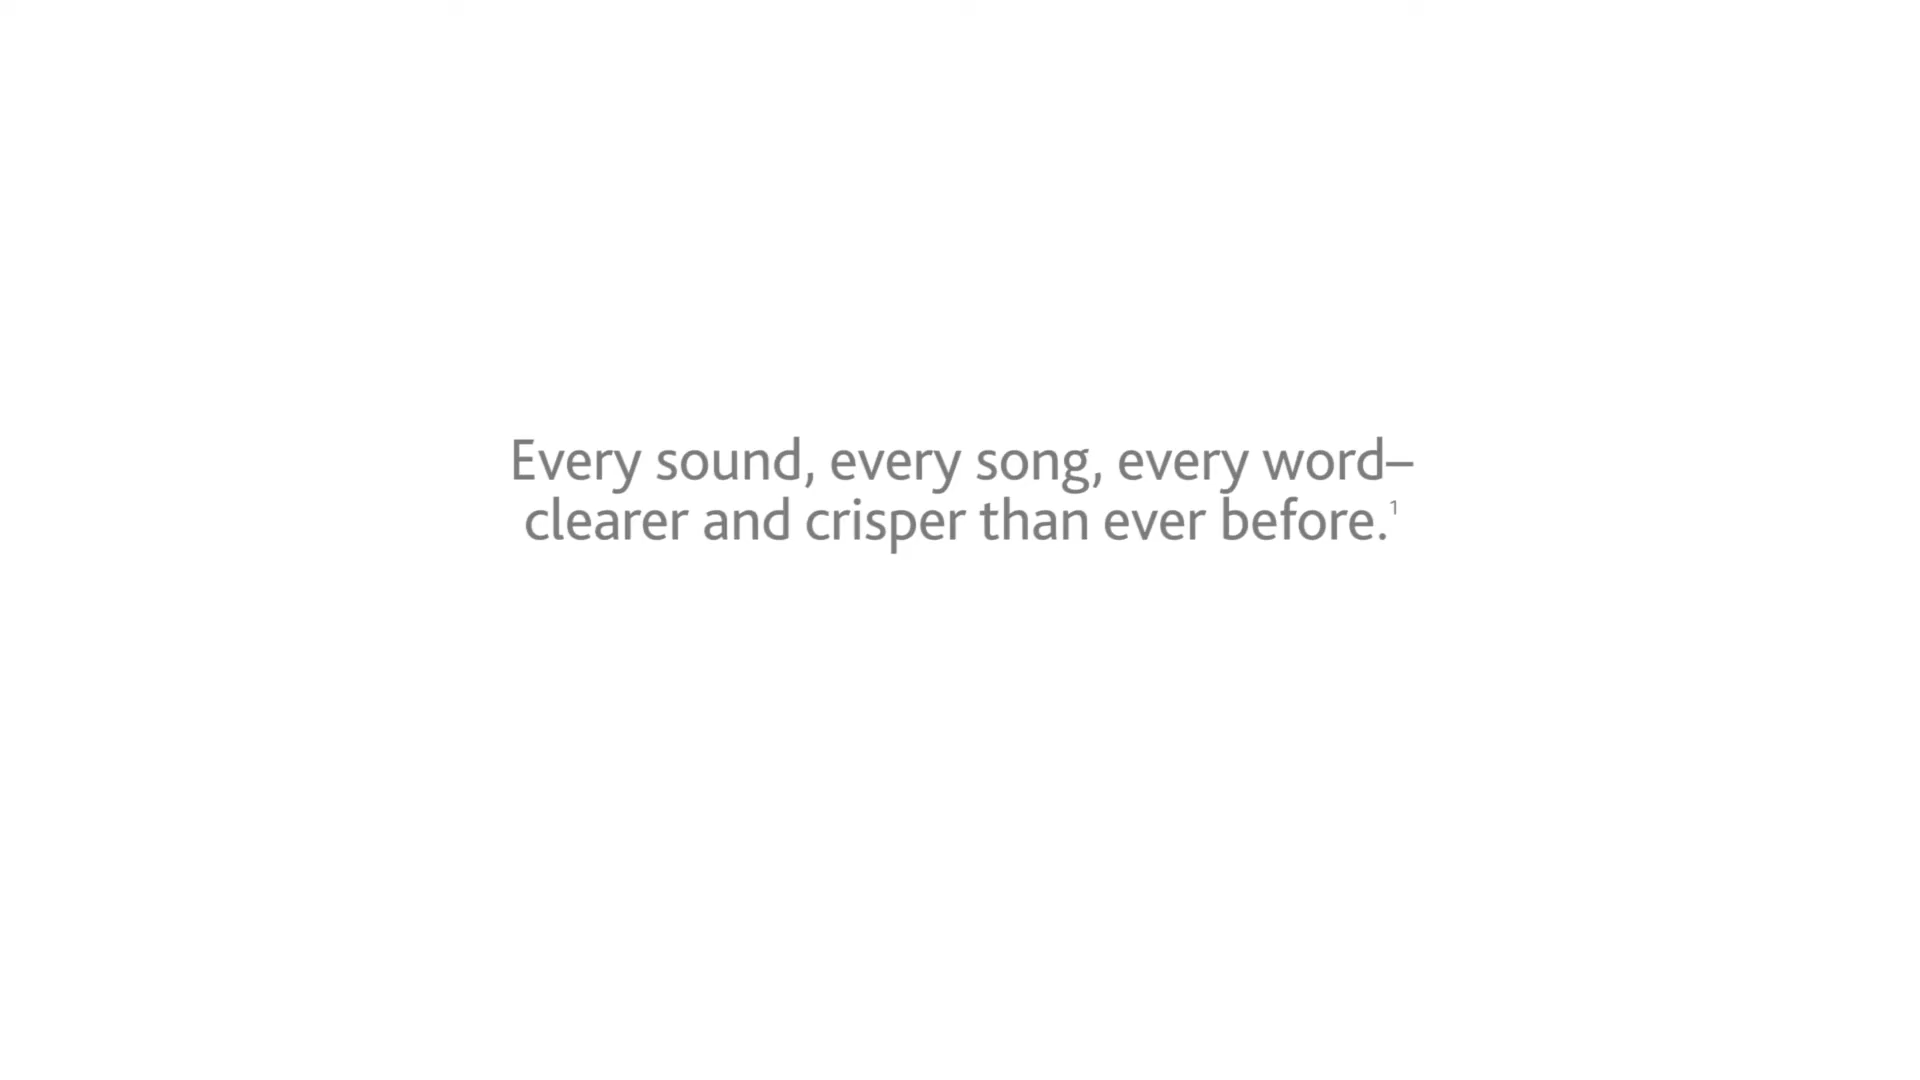 Every sound, every song, every word–
clearer and crisper than ever before.¹